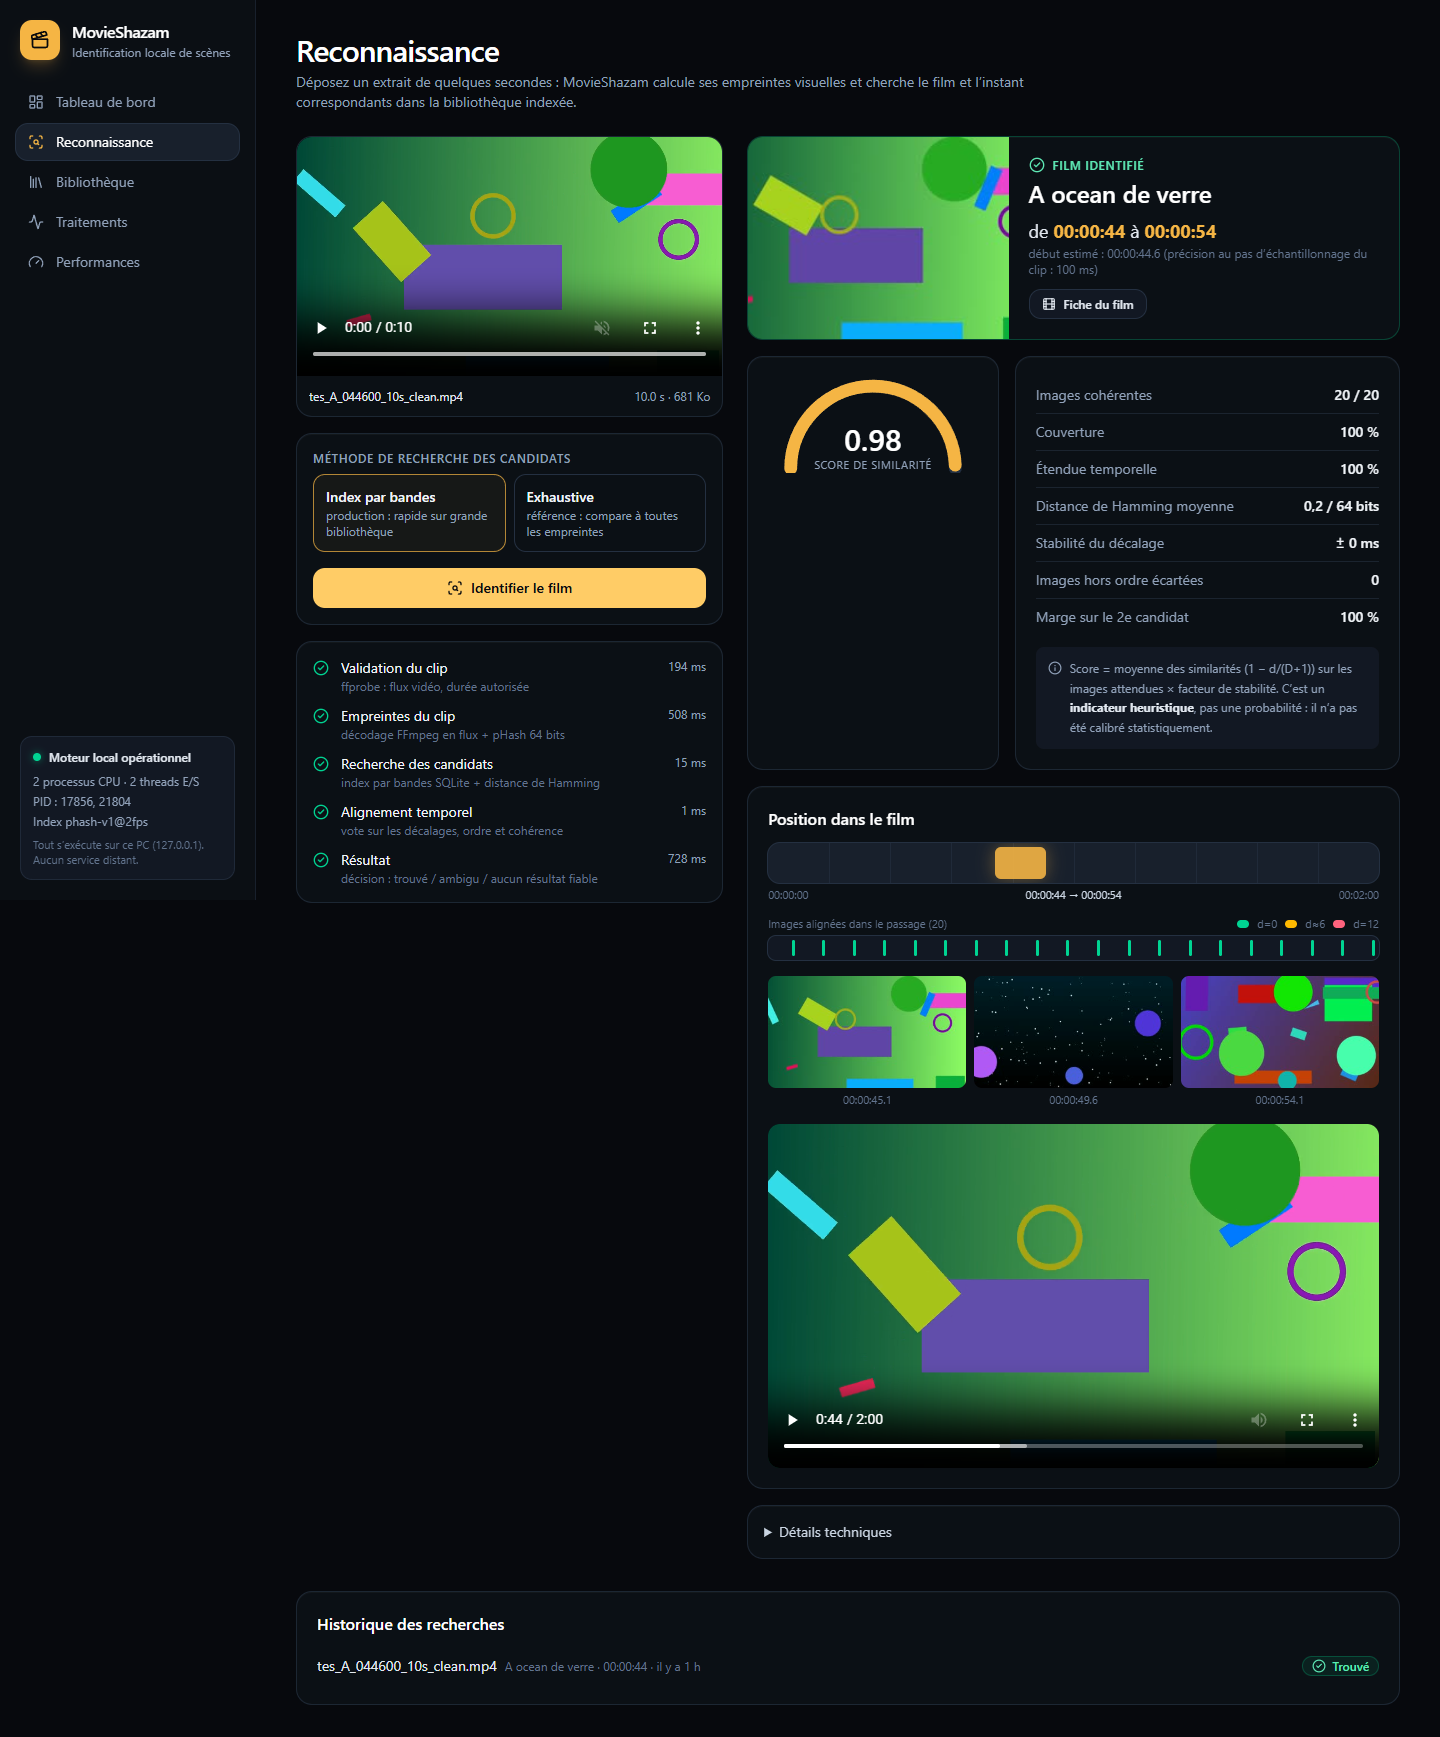 MovieShazam
Identification locale de scènes
Tableau de bord
Reconnaissance
Bibliothèque
Traitements
Performances
Moteur local opérationnel
2 processus CPU · 2 threads E/S
PID : 17856, 21804
Index phash-v1@2fps
Tout s'exécute sur ce PC (127.0.0.1).
Aucun service distant.
Reconnaissance
Déposez un extrait de quelques secondes : MovieShazam calcule ses empreintes visuelles et cherche le film et l'instant
correspondants dans la bibliothèque indexée.
0:00 / 0:10
tes_A_044600_10s_clean.mp4
10.0 s · 681 Ko
MÉTHODE DE RECHERCHE DES CANDIDATS
Index par bandes
production : rapide sur grande
bibliothèque
Exhaustive
référence : compare à toutes
les empreintes
Identifier le film
Validation du clip
194 ms
ffprobe : flux vidéo, durée autorisée
Empreintes du clip
508 ms
décodage FFmpeg en flux + pHash 64 bits
Recherche des candidats
15 ms
index par bandes SQLite + distance de Hamming
Alignement temporel
1 ms
vote sur les décalages, ordre et cohérence
Résultat
728 ms
décision : trouvé / ambigu / aucun résultat fiable
FILM IDENTIFIÉ
A ocean de verre
de 00:00:44 à 00:00:54
début estimé : 00:00:44.6 (précision au pas d'échantillonnage du
clip : 100 ms)
Fiche du film
0.98
SCORE DE SIMILARITÉ
Images cohérentes
20 / 20
Couverture
100 %
Étendue temporelle
100 %
Distance de Hamming moyenne
0,2 / 64 bits
Stabilité du décalage
± 0 ms
Images hors ordre écartées
0
Marge sur le 2e candidat
100 %
Score = moyenne des similarités (1 − d/(D+1)) sur les
images attendues × facteur de stabilité. C'est un
indicateur heuristique, pas une probabilité : il n'a pas
été calibré statistiquement.
Position dans le film
00:00:00
00:00:44 → 00:00:54
00:02:00
Images alignées dans le passage (20)
d=0
d≈6
d=12
00:00:45.1
00:00:49.6
00:00:54.1
0:44 / 2:00
Détails techniques
Historique des recherches
tes_A_044600_10s_clean.mp4 A ocean de verre · 00:00:44 · il y a 1 h
Trouvé